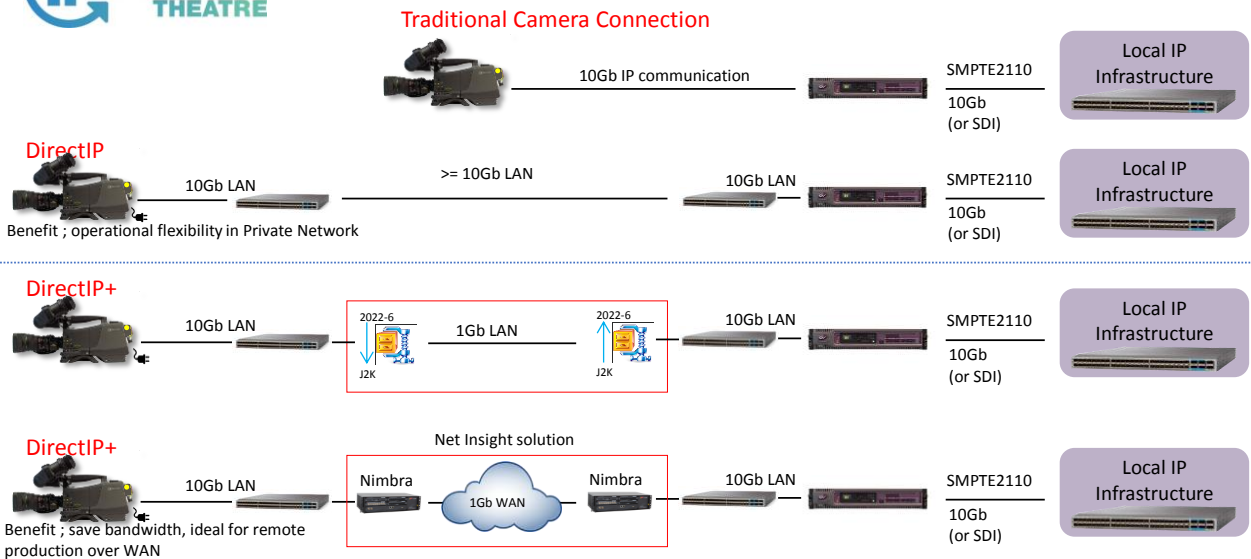 IP
THEATRE
Traditional Camera Connection
10Gb IP communication
SMPTE2110
10Gb
(or SDI)
Local IP
Infrastructure
DirectIP
10Gb LAN
>= 10Gb LAN
10Gb LAN
SMPTE2110
10Gb
(or SDI)
Local IP
Infrastructure
Benefit ; operational flexibility in Private Network
DirectIP+
10Gb LAN
2022-6
J2K
1Gb LAN
2022-6
J2K
10Gb LAN
SMPTE2110
10Gb
(or SDI)
Local IP
Infrastructure
DirectIP+
Net Insight solution
10Gb LAN
Nimbra
1Gb WAN
Nimbra
10Gb LAN
SMPTE2110
10Gb
(or SDI)
Local IP
Infrastructure
Benefit ; save bandwidth, ideal for remote
production over WAN